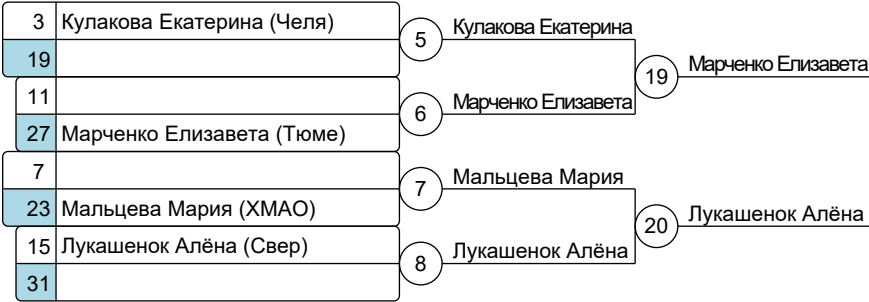 3 Кулакова Екатерина (Челя)
19
5 Кулакова Екатерина
11
27 Марченко Елизавета (Тюме)
6 Марченко Елизавета
19 Марченко Елизавета
7
23 Мальцева Мария (ХМАО)
7 Мальцева Мария
15 Лукашенок Алёна (Свер)
31
8 Лукашенок Алёна
20 Лукашенок Алёна